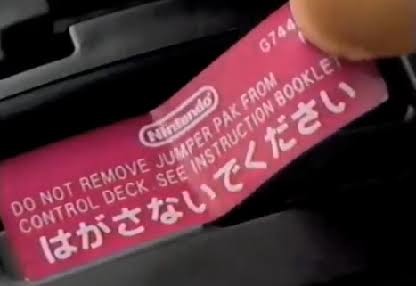 G744
Nintendo
DO NOT REMOVE JUMPER PAK FROM
CONTROL DECK. SEE INSTRUCTION BOOKLET
はがさないでください